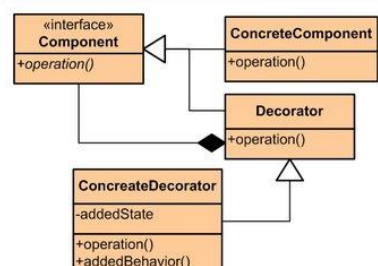 «interface»
Component
+operation()
ConcreteComponent
+operation()
Decorator
+operation()
ConcreateDecorator
-addedState
+operation()
+addedBehavior()